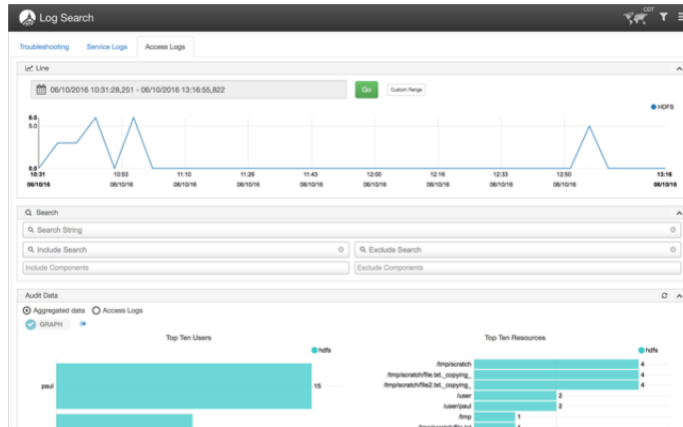 Log Search
CDT
Troubleshooting
Service Logs
Access Logs
Line
06/10/2016 10:31:28,251 - 06/10/2016 13:16:55,822
Go
Custom Range
HDFS
6.0
5.0
0.0
10:31 10:53 11:10 11:26 11:43 12:00 12:16 12:33 12:50 13:16
06/10/16 06/10/16 06/10/16 06/10/16 06/10/16 06/10/16 06/10/16 06/10/16 06/10/16 06/10/16
Search
Search String
Include Search
Exclude Search
Include Components
Exclude Components
Audit Data
Aggregated data
Access Logs
GRAPH
Top Ten Users
hdfs
paul
15
Top Ten Resources
hdfs
/tmp/scratch 4
/tmp/scratch/file.txt._copying_ 4
/tmp/scratch/file2.txt._copying_ 4
/user 2
/user/paul 2
/tmp 1